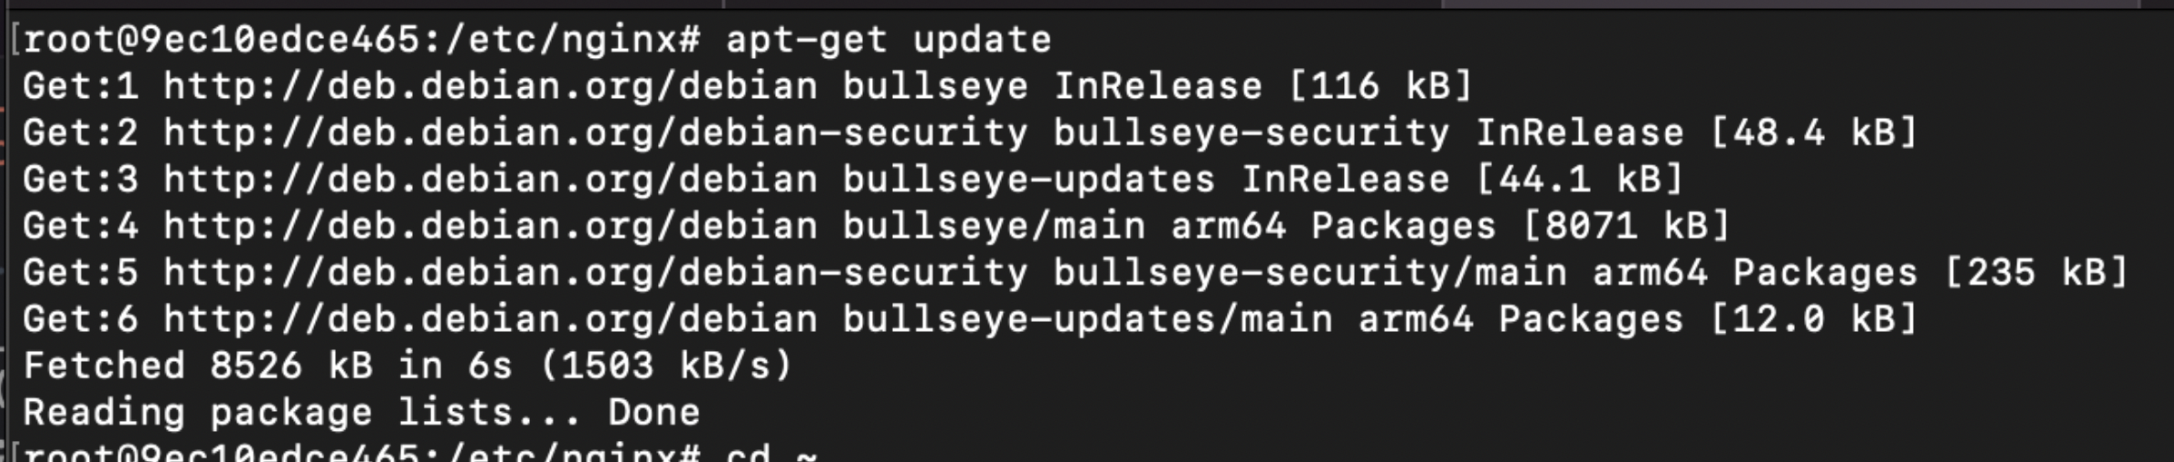 [root@9ec10edce465:/etc/nginx# apt-get update
Get:1 http://deb.debian.org/debian bullseye InRelease [116 kB]
Get:2 http://deb.debian.org/debian-security bullseye-security InRelease [48.4 kB]
Get:3 http://deb.debian.org/debian bullseye-updates InRelease [44.1 kB]
Get:4 http://deb.debian.org/debian bullseye/main arm64 Packages [8071 kB]
Get:5 http://deb.debian.org/debian-security bullseye-security/main arm64 Packages [235 kB]
Get:6 http://deb.debian.org/debian bullseye-updates/main arm64 Packages [12.0 kB]
Fetched 8526 kB in 6s (1503 kB/s)
Reading package lists... Done
[root@9ec10edce465:/etc/nginx# cd ~